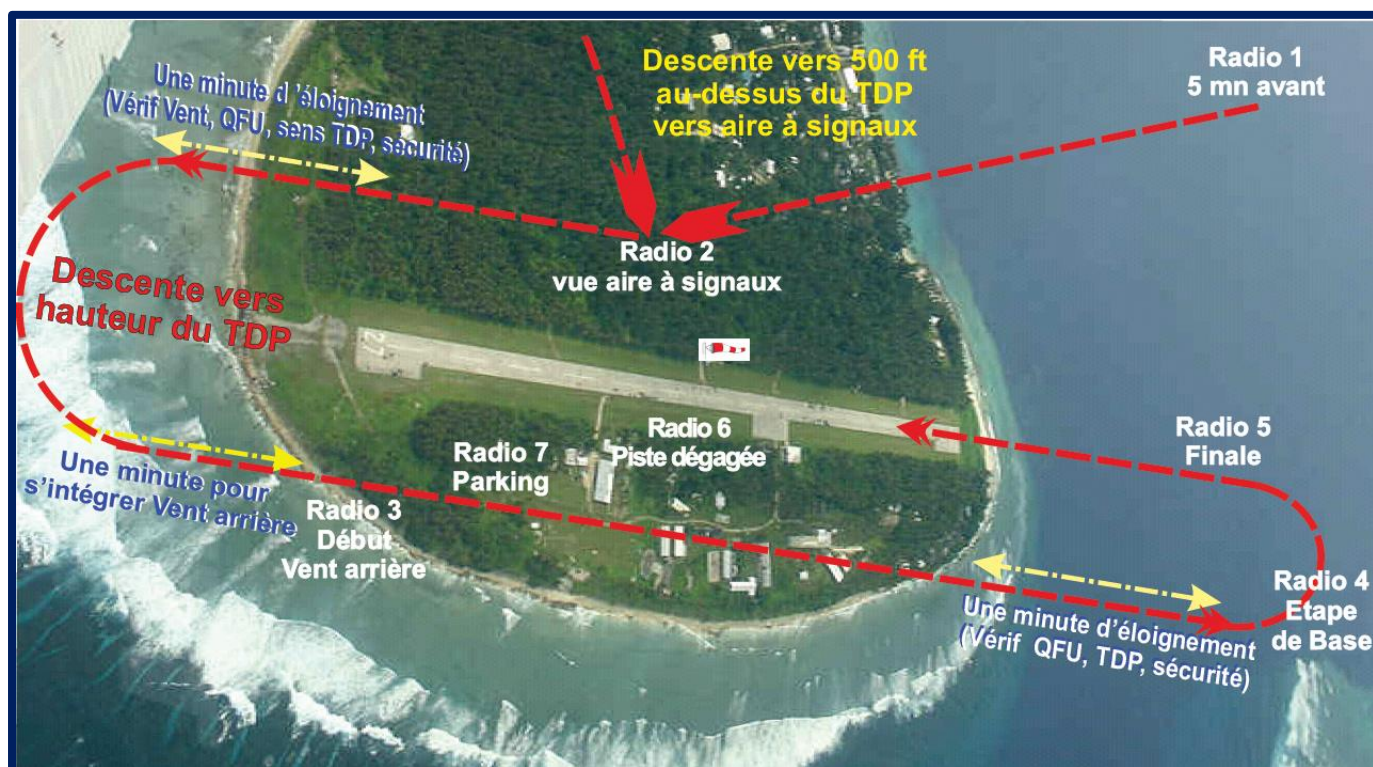 Une minute d'éloignement
(Vérif Vent, QFU, sens TDP, sécurité)
Descente vers 500 ft
au-dessus du TDP
vers aire à signaux
Radio 1
5 mn avant
Radio 2
vue aire à signaux
Descente vers
hauteur du TDP
Une minute pour
s'intégrer Vent arrière
Radio 3
Début
Vent arrière
Radio 7
Parking
Radio 6
Piste dégagée
Radio 5
Finale
Une minute d'éloignement
(Vérif QFU, TDP, sécurité)
Radio 4
Etape
de Base